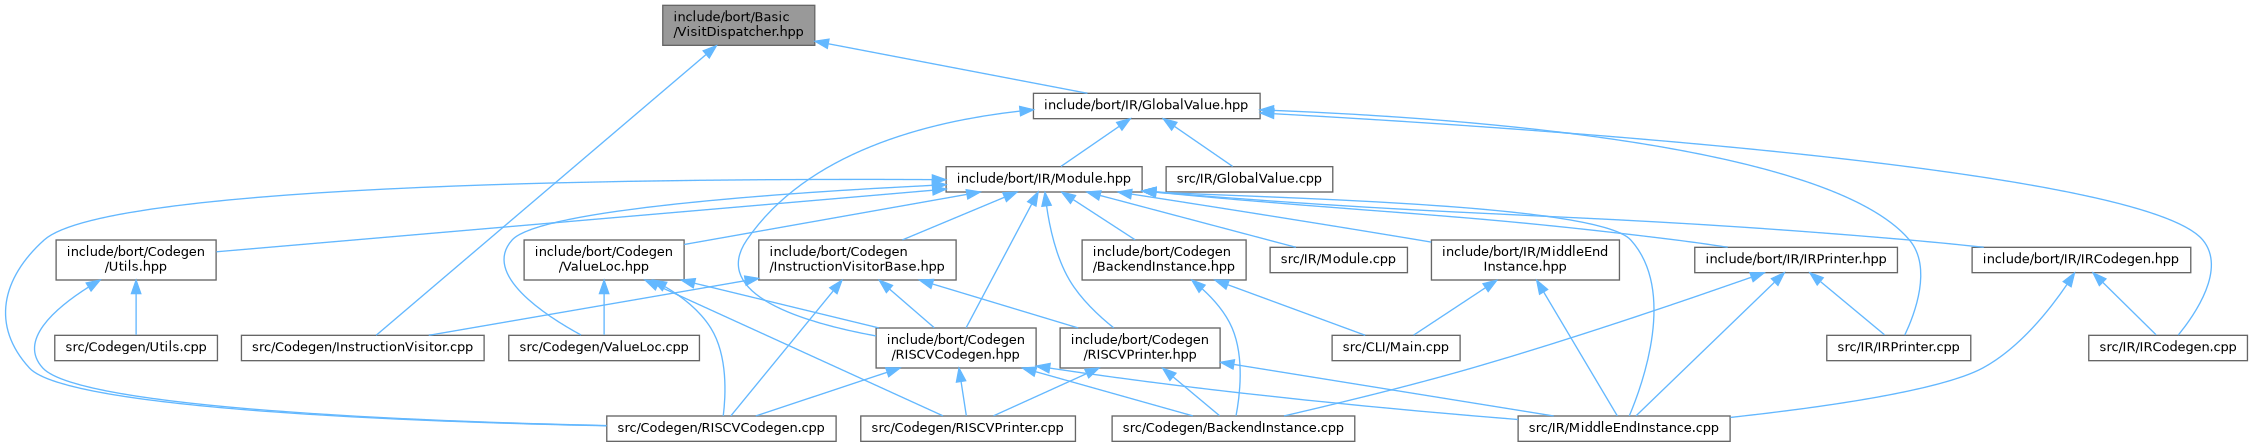 include/bort/Basic
/VisitDispatcher.hpp
include/bort/IR/GlobalValue.hpp
include/bort/IR/Module.hpp
src/IR/GlobalValue.cpp
include/bort/Codegen
/Utils.hpp
include/bort/Codegen
/ValueLoc.hpp
include/bort/Codegen
/InstructionVisitorBase.hpp
include/bort/Codegen
/BackendInstance.hpp
src/IR/Module.cpp
include/bort/IR/MiddleEnd
Instance.hpp
include/bort/IR/IRPrinter.hpp
include/bort/IR/IRCodegen.hpp
src/Codegen/Utils.cpp
src/Codegen/InstructionVisitor.cpp
src/Codegen/ValueLoc.cpp
include/bort/Codegen
/RISCVCodegen.hpp
include/bort/Codegen
/RISCVPrinter.hpp
src/CLI/Main.cpp
src/IR/IRPrinter.cpp
src/IR/IRCodegen.cpp
src/Codegen/RISCVCodegen.cpp
src/Codegen/RISCVPrinter.cpp
src/Codegen/BackendInstance.cpp
src/IR/MiddleEndInstance.cpp